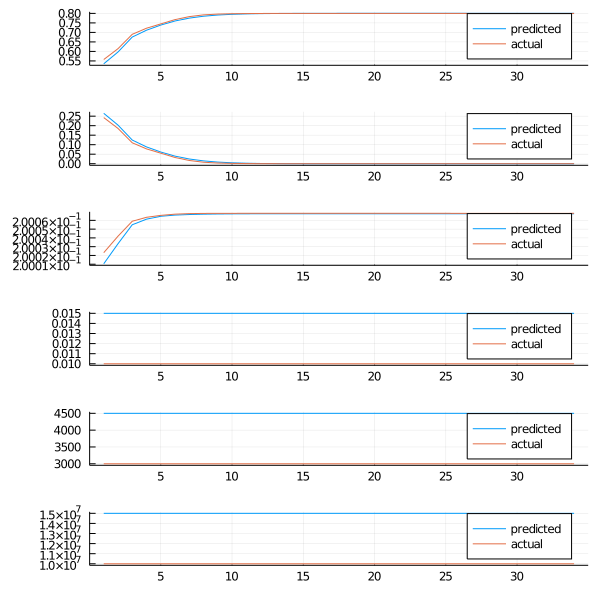 0.80
0.75
0.70
0.65
0.60
0.55
predicted
actual
5 10 15 20 25 30
0.25
0.20
0.15
0.10
0.05
0.00
predicted
actual
5 10 15 20 25 30
2.0006×10⁻¹
2.0005×10⁻¹
2.0004×10⁻¹
2.0003×10⁻¹
2.0002×10⁻¹
2.0001×10⁻¹
predicted
actual
5 10 15 20 25 30
0.015
0.014
0.013
0.012
0.011
0.010
predicted
actual
5 10 15 20 25 30
4500
4000
3500
3000
predicted
actual
5 10 15 20 25 30
1.5×10⁷
1.4×10⁷
1.3×10⁷
1.2×10⁷
1.1×10⁷
1.0×10⁷
predicted
actual
5 10 15 20 25 30